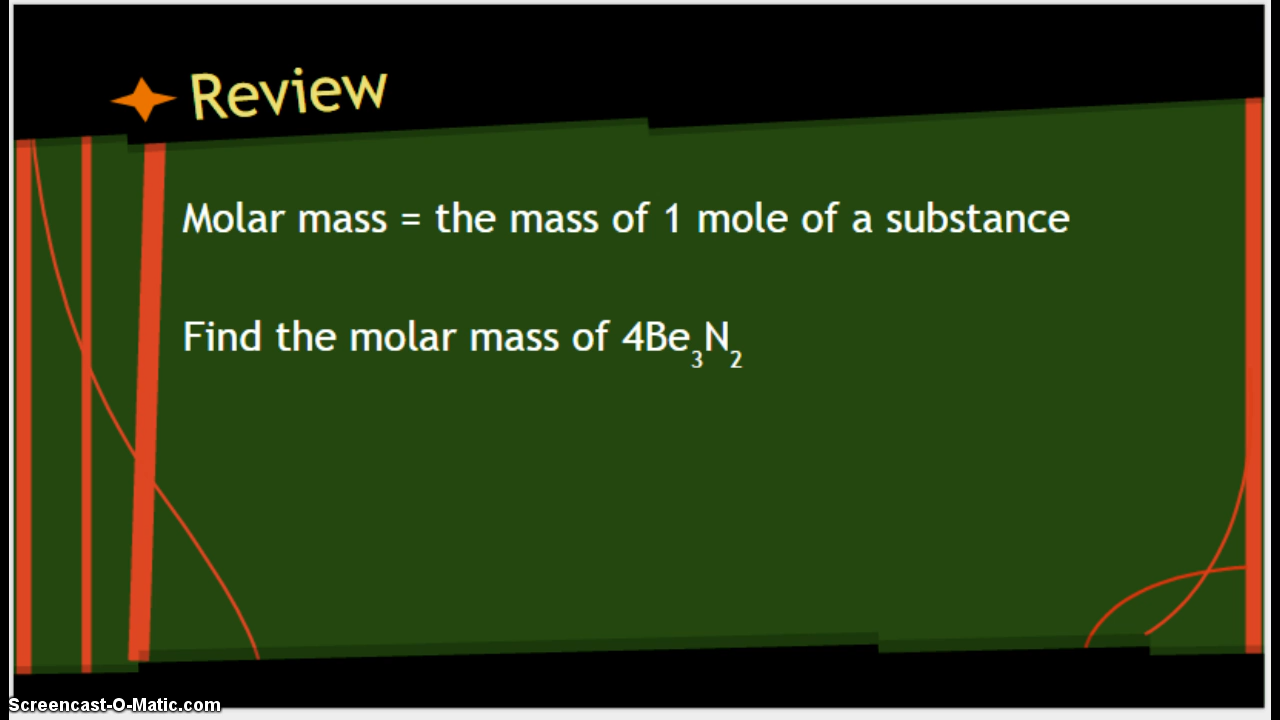 Review
Molar mass = the mass of 1 mole of a substance
Find the molar mass of 4Be₃N₂
Screencast-O-Matic.com